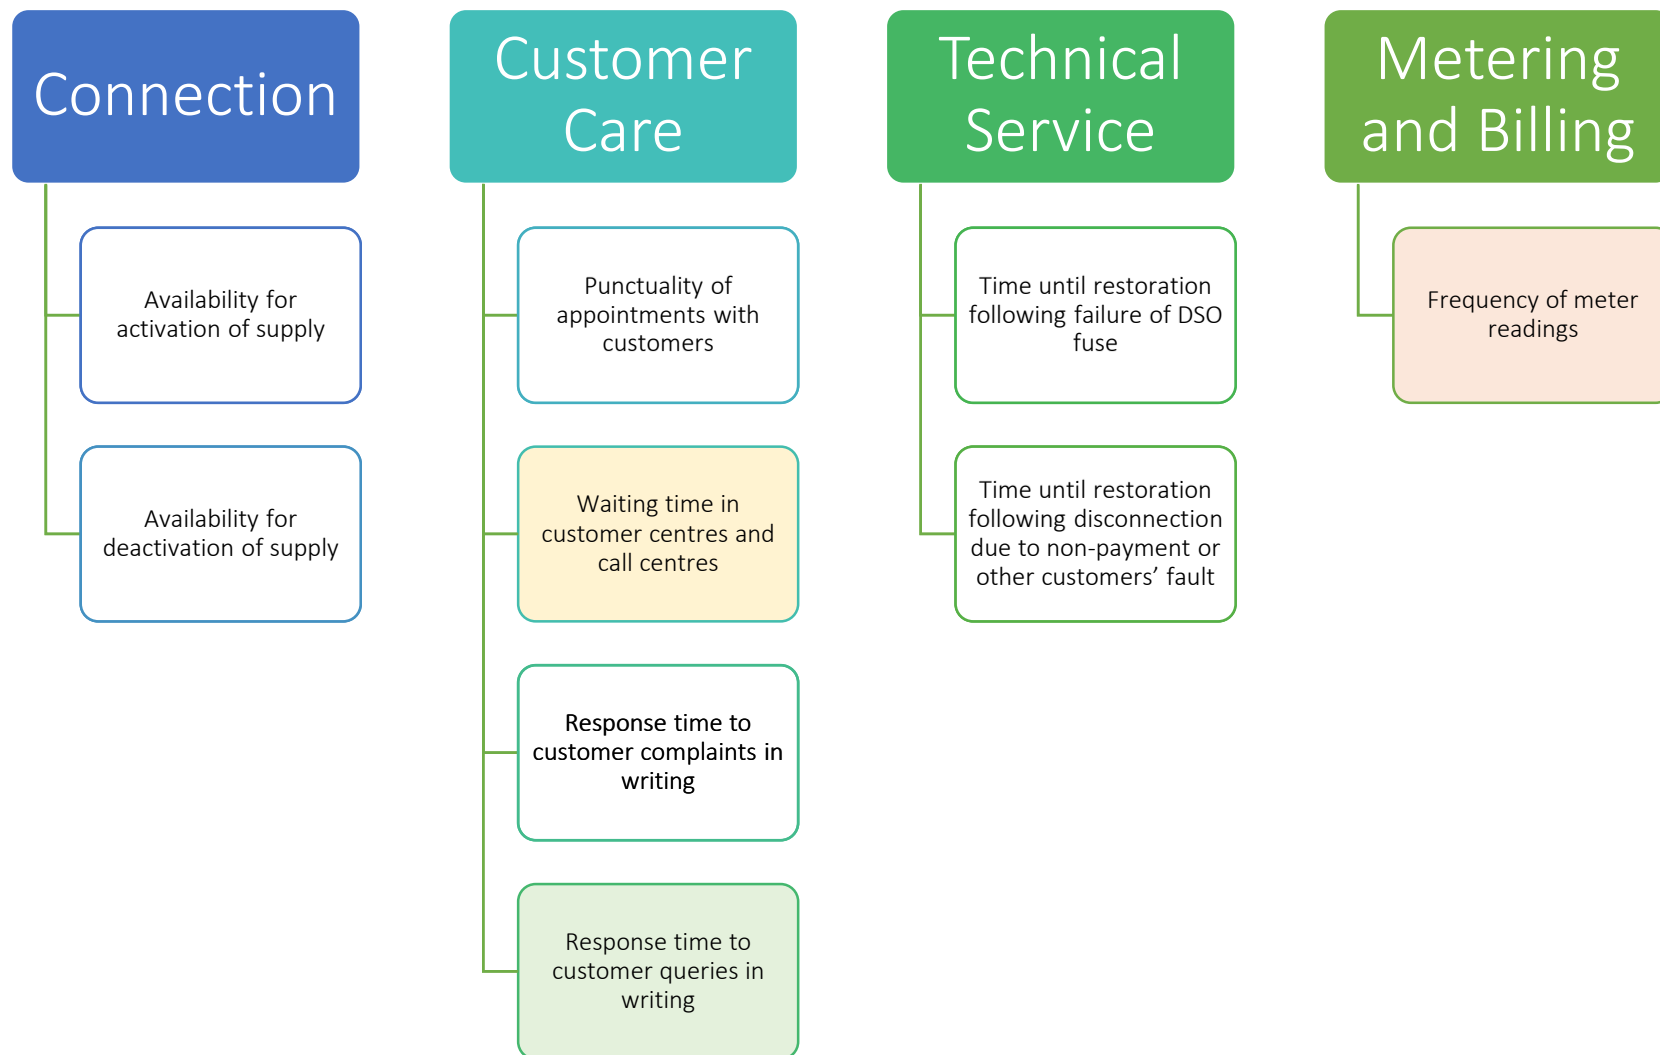 Connection
Availability for
activation of supply
Availability for
deactivation of supply
Customer
Care
Punctuality of
appointments with
customers
Waiting time in
customer centres and
call centres
Response time to
customer complaints in
writing
Response time to
customer queries in
writing
Technical
Service
Time until restoration
following failure of DSO
fuse
Time until restoration
following disconnection
due to non-payment or
other customers’ fault
Metering
and Billing
Frequency of meter
readings